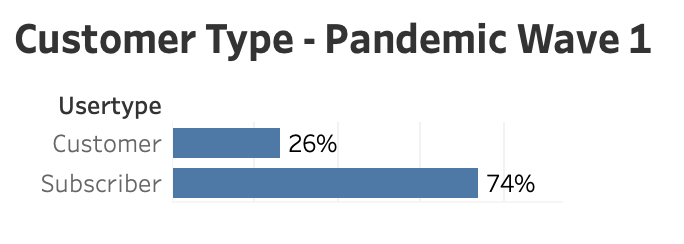 Customer Type - Pandemic Wave 1
Usertype
Customer 26%
Subscriber 74%